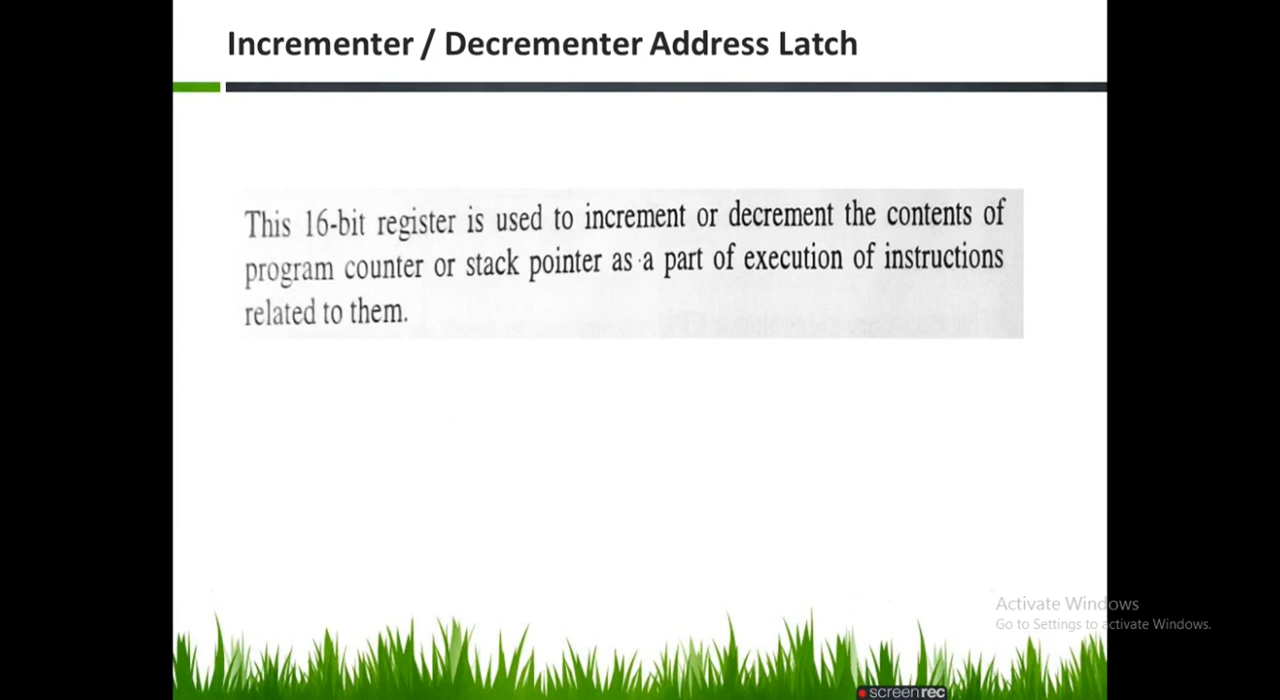 Incrementer / Decrementer Address Latch
This 16-bit register is used to increment or decrement the contents of
program counter or stack pointer as a part of execution of instructions
related to them.
Activate Windows
Go to Settings to activate Windows.
screenrec